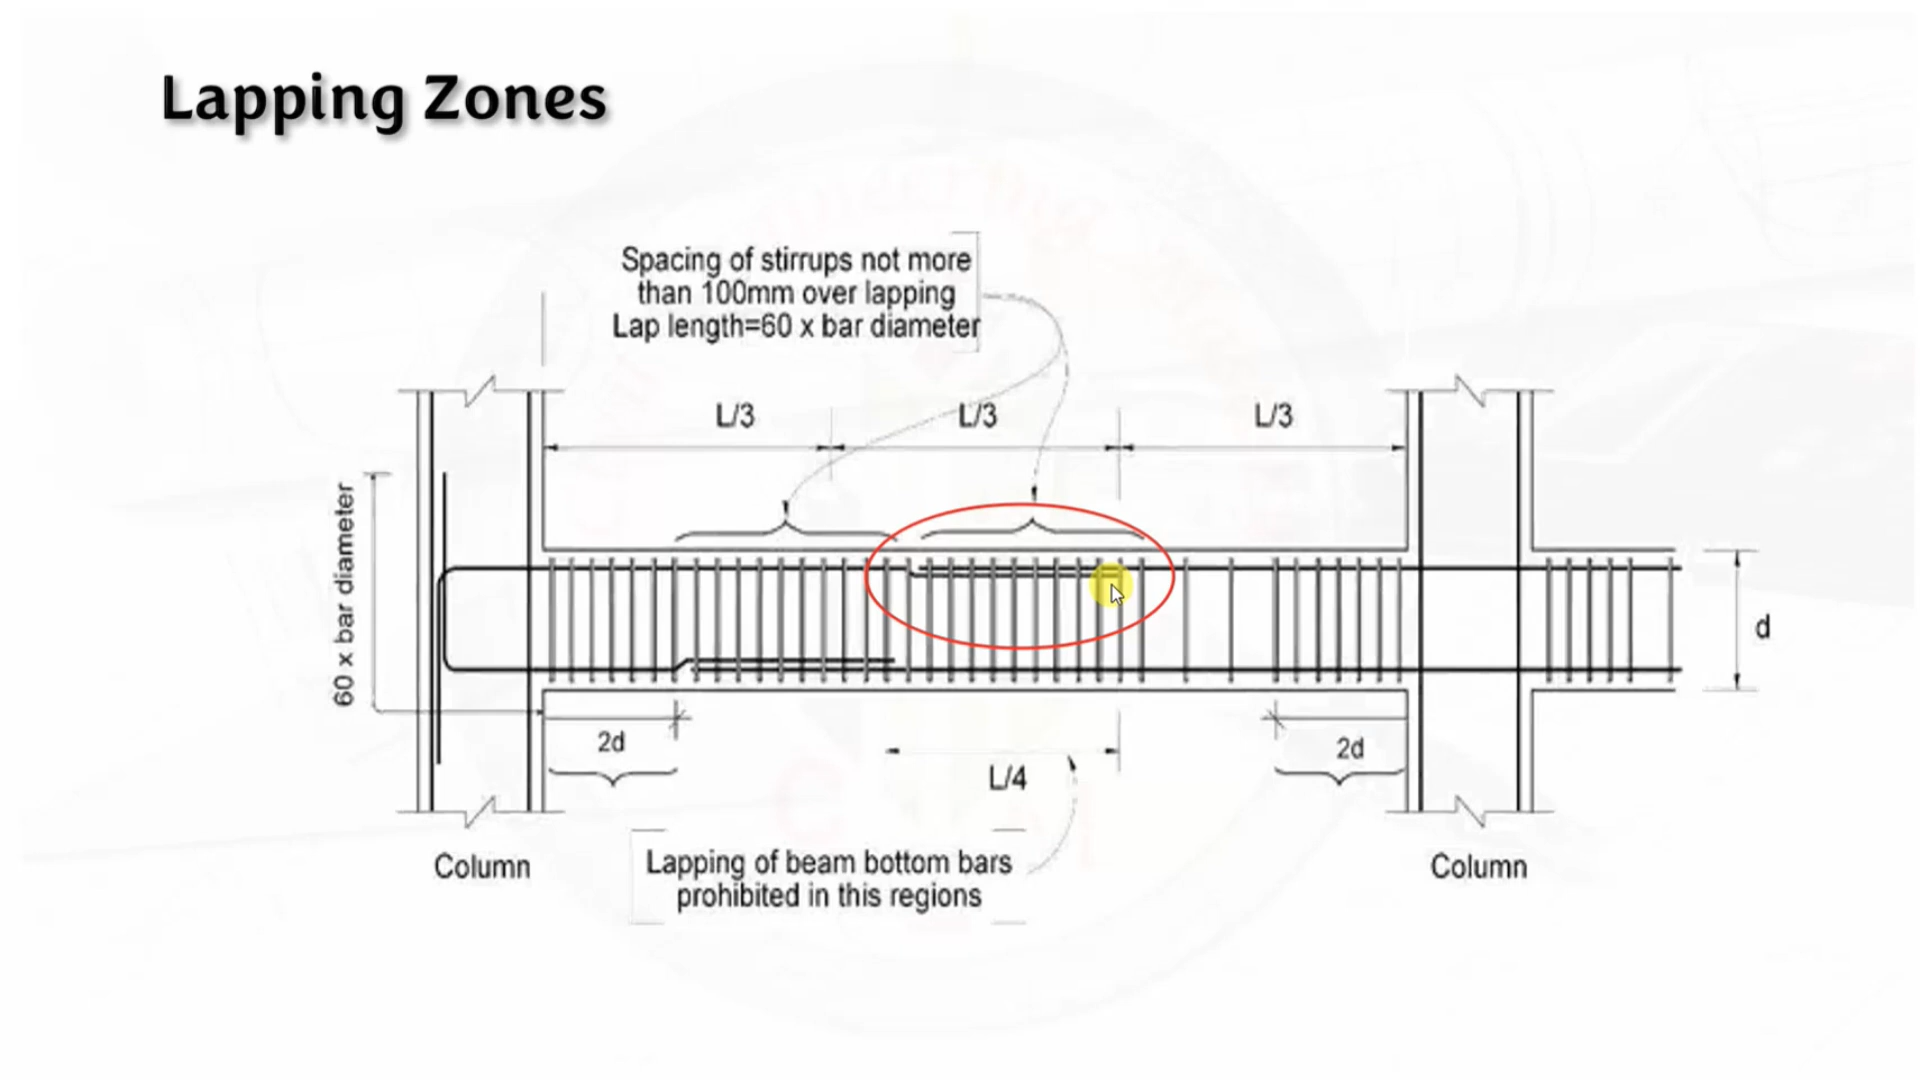 Lapping Zones
Spacing of stirrups not more
than 100mm over lapping
Lap length=60 x bar diameter
L/3
L/3
L/3
60 x bar diameter
d
2d
2d
L/4
Column
Lapping of beam bottom bars
prohibited in this regions
Column